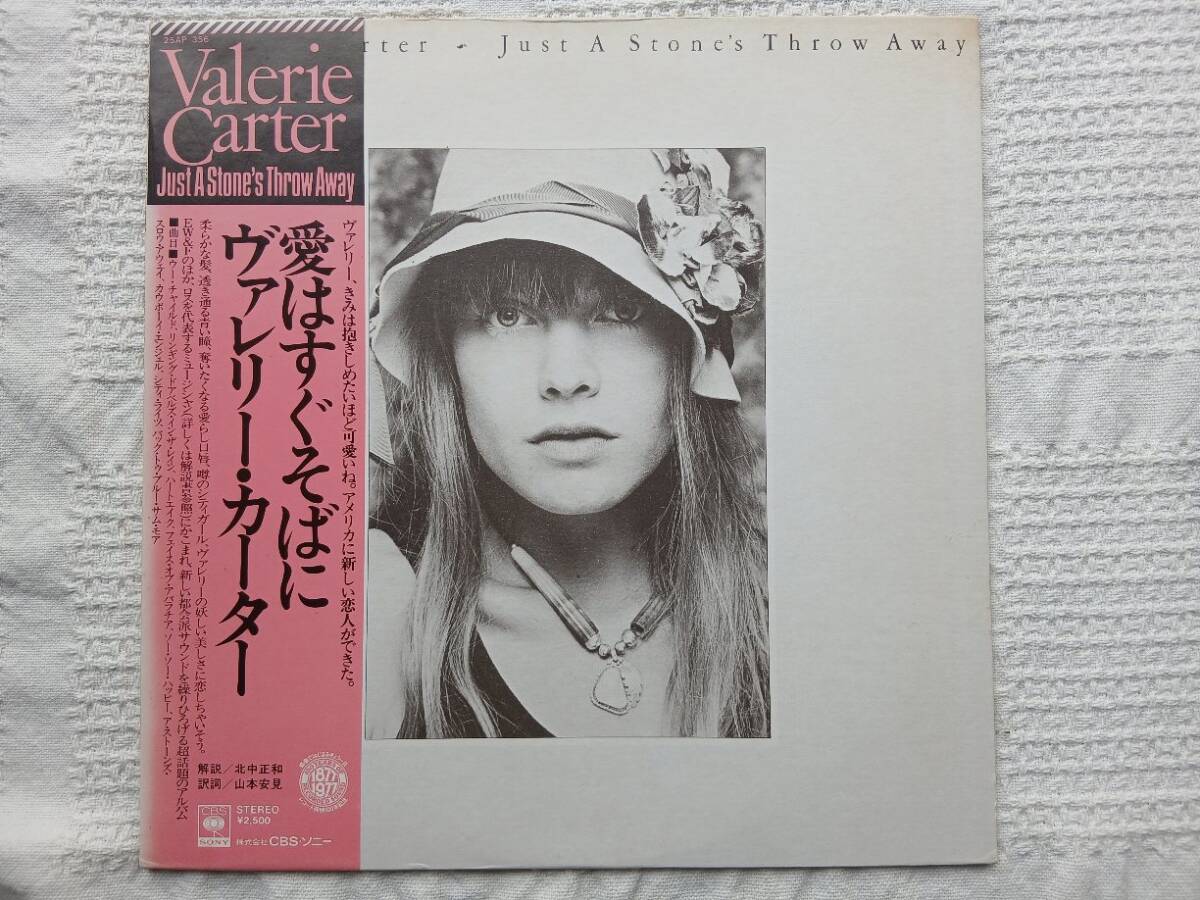 25AP 356
Valerie
Carter
Just A Stone's Throw Away
rter - Just A Stone's Throw Away
ヴァレリー、きみは抱きしめたいほど可愛いね。アメリカに新しい恋人ができた。
愛はすぐそばに
ヴァレリー・カーター
柔らかな髪、透き通る青い瞳、奪いたくなる愛らし口唇、噂のシティガール、ヴァレリーの妖しい美しさに恋しちゃいそう。
EW&Fのほか、ロスを代表するミュージシャン(詳しくは解説書参照)にかこまれ、新しい都会派サウンドを繰りひろげる超話題のアルバム
■曲目■ウー・チャイルド、リンギング・ドアベルズ・イン・ザ・レイン、ハートエイク、フェイス・オブ・アパラチア、ソー・ソー・ハッピー、ア・ストーンズ・
スロウ・アウェイ、カウボーイ・エンジェル、シティ・ライツ、バック・トゥ・ブルー・サム・モア
解説/北中正和
訳詞/山本安見
1877
1977
CBS
SONY
STEREO
¥2,500
株式会社CBS・ソニー